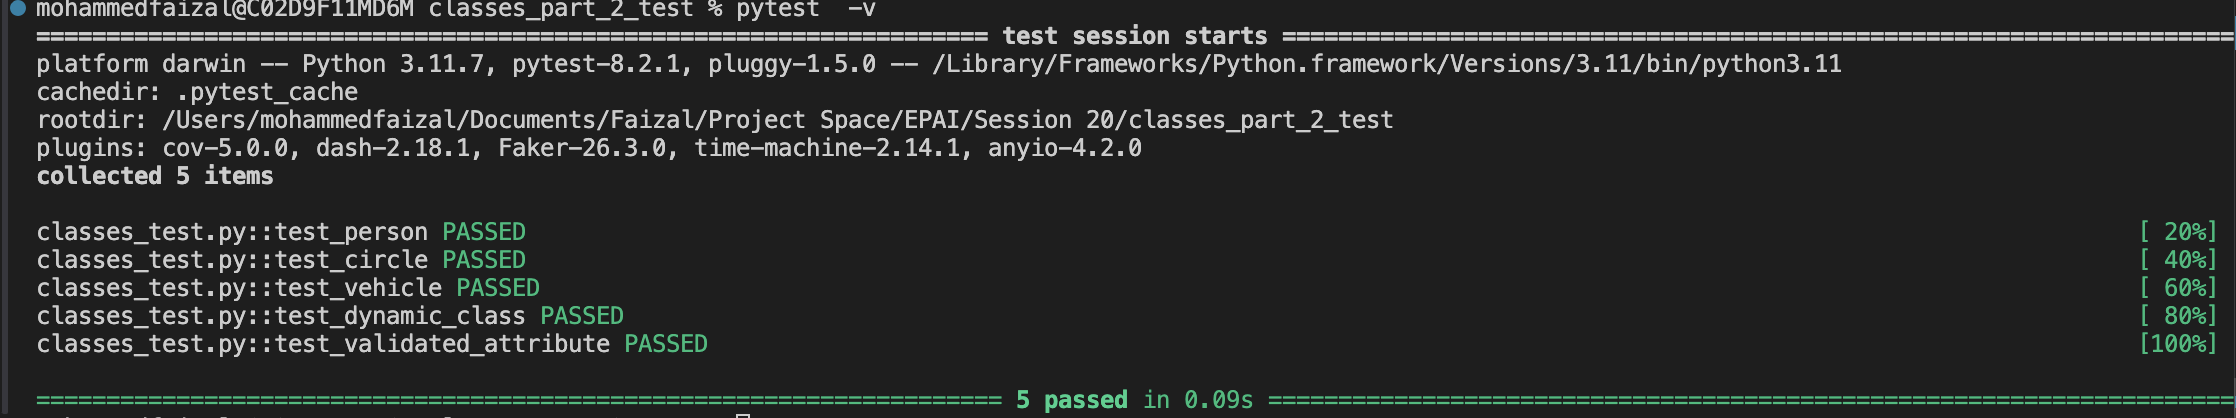 mohammedfaizal@C02D9F11MD6M classes_part_2_test % pytest  -v
==================================================================== test session starts ====================================================================
platform darwin -- Python 3.11.7, pytest-8.2.1, pluggy-1.5.0 -- /Library/Frameworks/Python.framework/Versions/3.11/bin/python3.11
cachedir: .pytest_cache
rootdir: /Users/mohammedfaizal/Documents/Faizal/Project Space/EPAI/Session 20/classes_part_2_test
plugins: cov-5.0.0, dash-2.18.1, Faker-26.3.0, time-machine-2.14.1, anyio-4.2.0
collected 5 items
classes_test.py::test_person PASSED [ 20%]
classes_test.py::test_circle PASSED [ 40%]
classes_test.py::test_vehicle PASSED [ 60%]
classes_test.py::test_dynamic_class PASSED [ 80%]
classes_test.py::test_validated_attribute PASSED [100%]
===================================================================== 5 passed in 0.09s =====================================================================